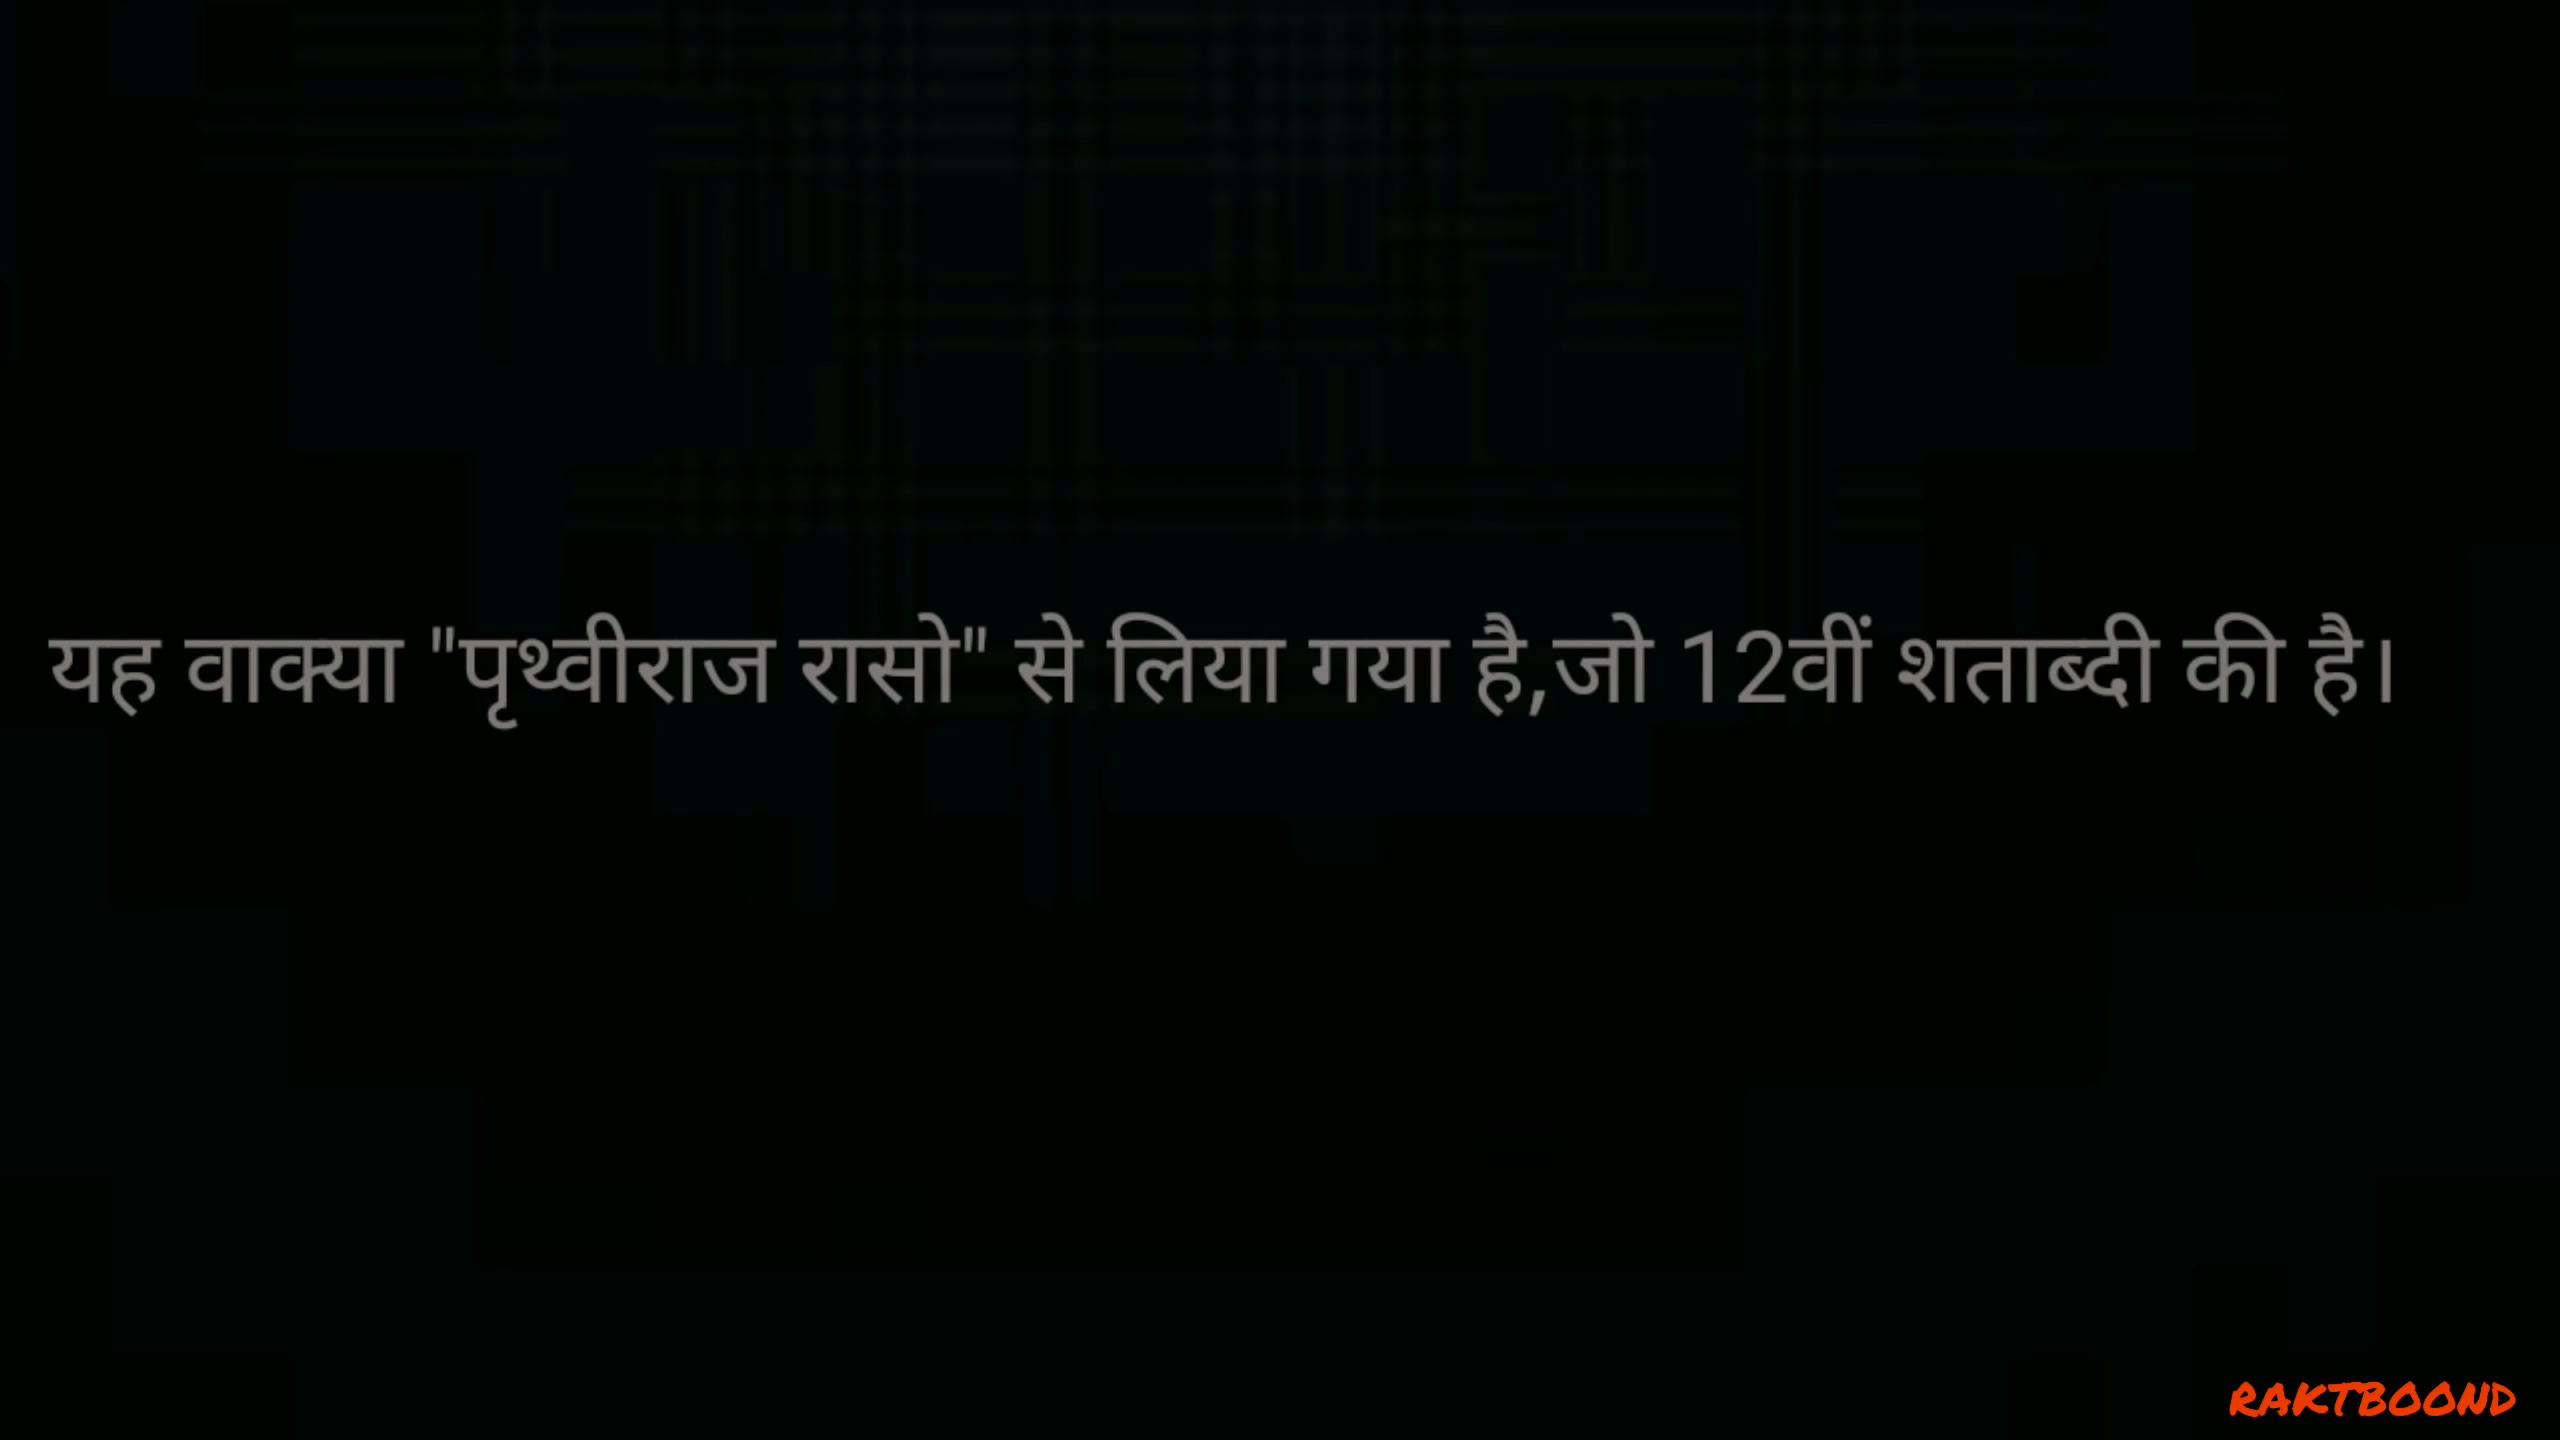 यह वाक्या "पृथ्वीराज रासो" से लिया गया है,जो 12वीं शताब्दी की है।
RAKTBOOND